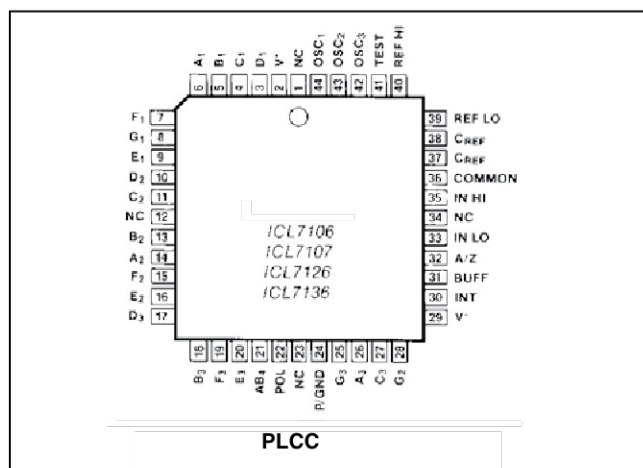 A₁ B₁ C₁ D₁ V⁺ NC OSC₁ OSC₂ OSC₃ TEST REF HI
6 5 4 3 2 1 44 43 42 41 40
F₁ 7
G₁ 8
E₁ 9
D₂ 10
C₂ 11
NC 12
B₂ 13
A₂ 14
F₂ 15
E₂ 16
D₃ 17
ICL7106
ICL7107
ICL7126
ICL7136
39 REF LO
38 C_REF
37 C_REF
36 COMMON
35 IN HI
34 NC
33 IN LO
32 A/Z
31 BUFF
30 INT
29
18 19 20 21 22 23 24 25 26 27 28
B₃ F₃ E₃ AB₄ POL NC P/GND G₃ A₃ C₃ G₂
PLCC